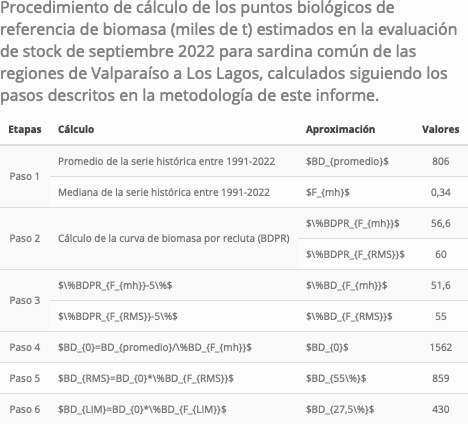 Procedimiento de cálculo de los puntos biológicos de
referencia de biomasa (miles de t) estimados en la evaluación
de stock de septiembre 2022 para sardina común de las
regiones de Valparaíso a Los Lagos, calculados siguiendo los
pasos descritos en la metodología de este informe.
Etapas Cálculo Aproximación Valores
Paso 1 Promedio de la serie histórica entre 1991-2022 $BD_{promedio}$ 806
Mediana de la serie histórica entre 1991-2022 $F_{mh}$ 0,34
Paso 2 Cálculo de la curva de biomasa por recluta (BDPR) $\%BDPR_{F_{mh}}$ 56,6
$\%BDPR_{F_{RMS}}$ 60
Paso 3 $\%BDPR_{F_{mh}}-5\%$ $\%BD_{F_{mh}}$ 51,6
$\%BDPR_{F_{RMS}}-5\%$ $\%BD_{F_{RMS}}$ 55
Paso 4 $BD_{0}=BD_{promedio}/\%BD_{F_{mh}}$ $BD_{0}$ 1562
Paso 5 $BD_{RMS}=BD_{0}*\%BD_{F_{RMS}}$ $BD_{55\%}$ 859
Paso 6 $BD_{LIM}=BD_{0}*\%BD_{F_{LIM}}$ $BD_{27,5\%}$ 430